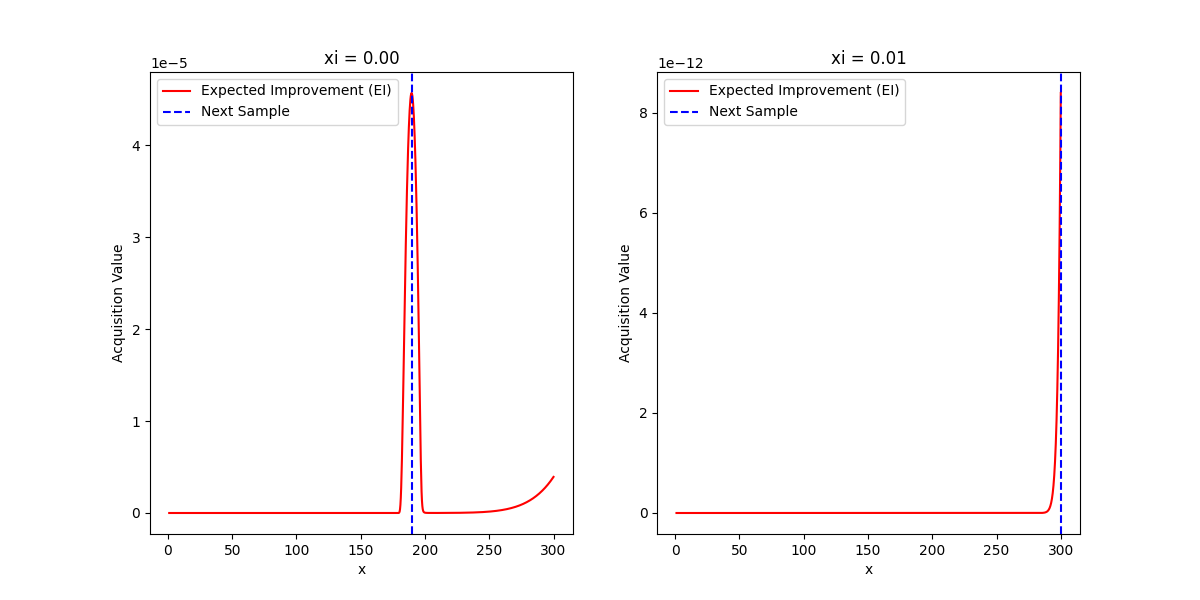 xi = 0.00
1e−5
Expected Improvement (EI)
Next Sample
4
3
2
1
0
Acquisition Value
0 50 100 150 200 250 300
x
xi = 0.01
1e−12
Expected Improvement (EI)
Next Sample
8
6
4
2
0
Acquisition Value
0 50 100 150 200 250 300
x